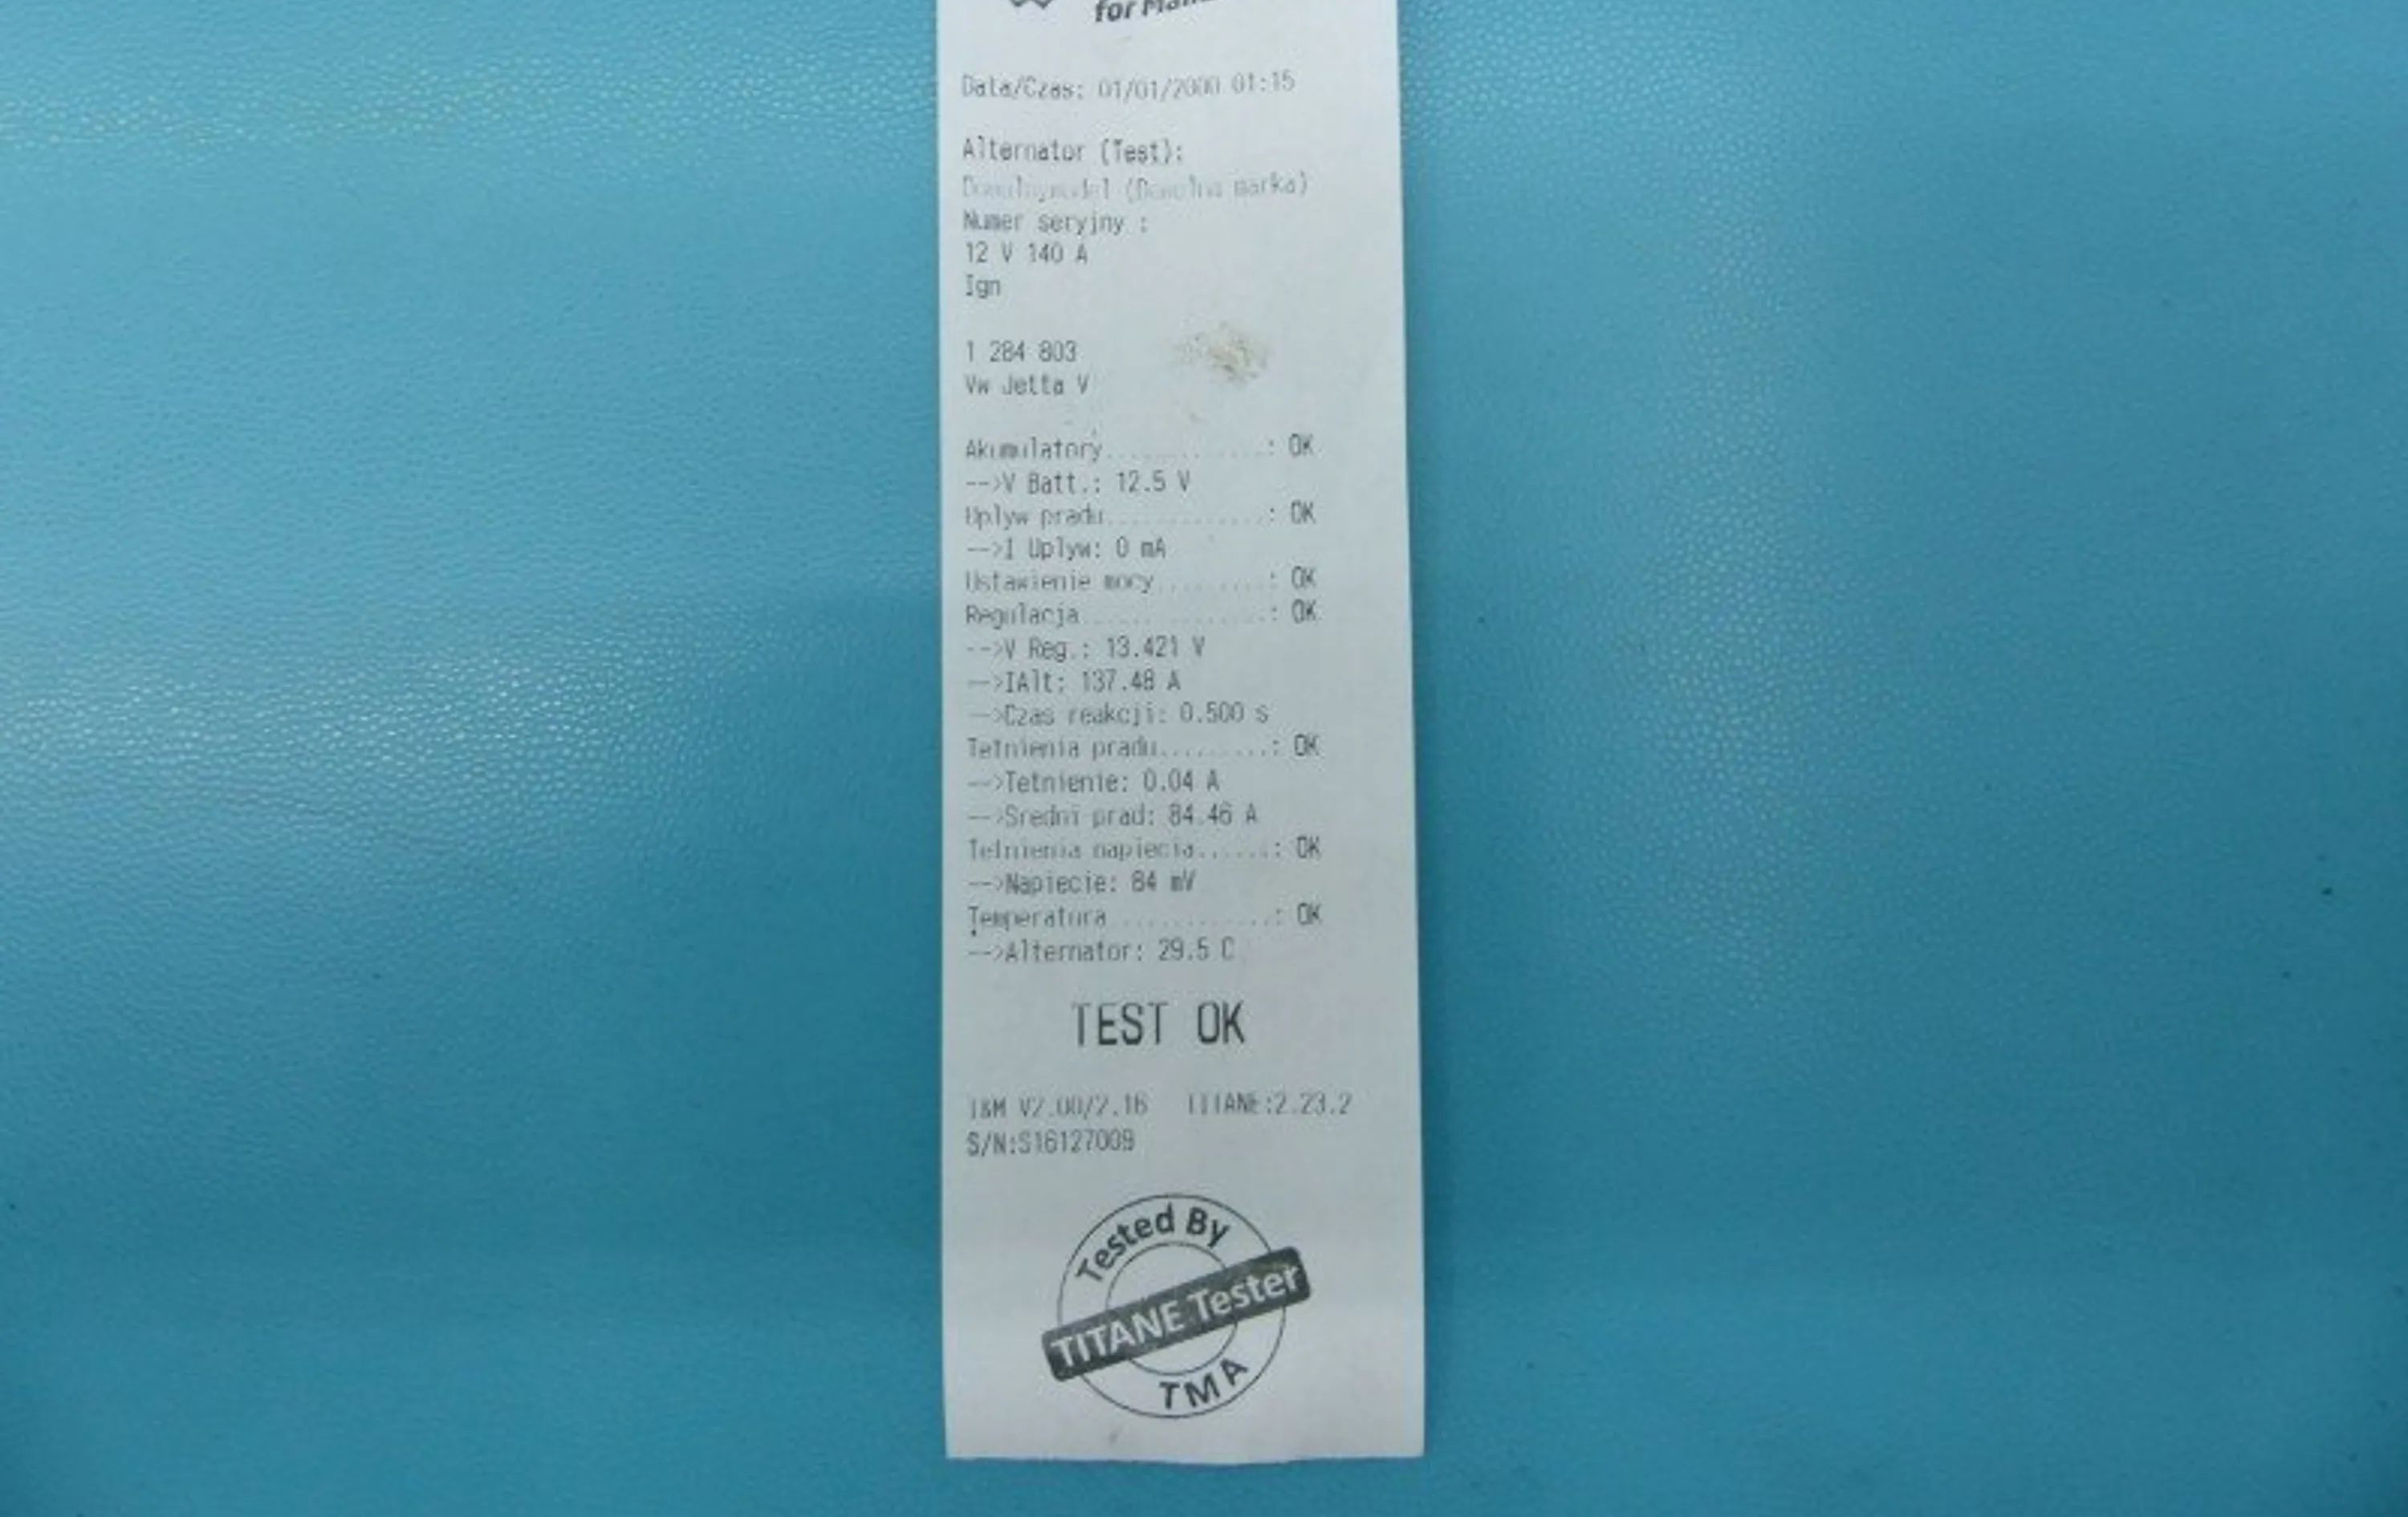 for
Data/Czas: 01/01/2000 01:15
Alternator (Test):
Dowolnymodel (Dowolna marka)
Numer seryjny :
12 V 140 A
Ign
1 284 803
Vw Jetta V
Akumulatory.............: OK
-->V Batt.: 12.5 V
Uplyw pradu.............: OK
-->I Uplyw: 0 mA
Ustawienie mocy.........: OK
Regulacja...............: OK
-->V Reg.: 13.421 V
-->IAlt: 137.48 A
-->Czas reakcji: 0.500 s
Tetnienia pradu.........: OK
-->Tetnienie: 0.04 A
-->Sredni prad: 84.46 A
Tetnienia napiecia......: OK
-->Napiecie: 84 mV
Temperatura.............: OK
-->Alternator: 29.5 C
TEST OK
T&M V2.00/2.16 TITANE:2.23.2
S/N:S16127009
Tested By
TITANE Tester
TMA